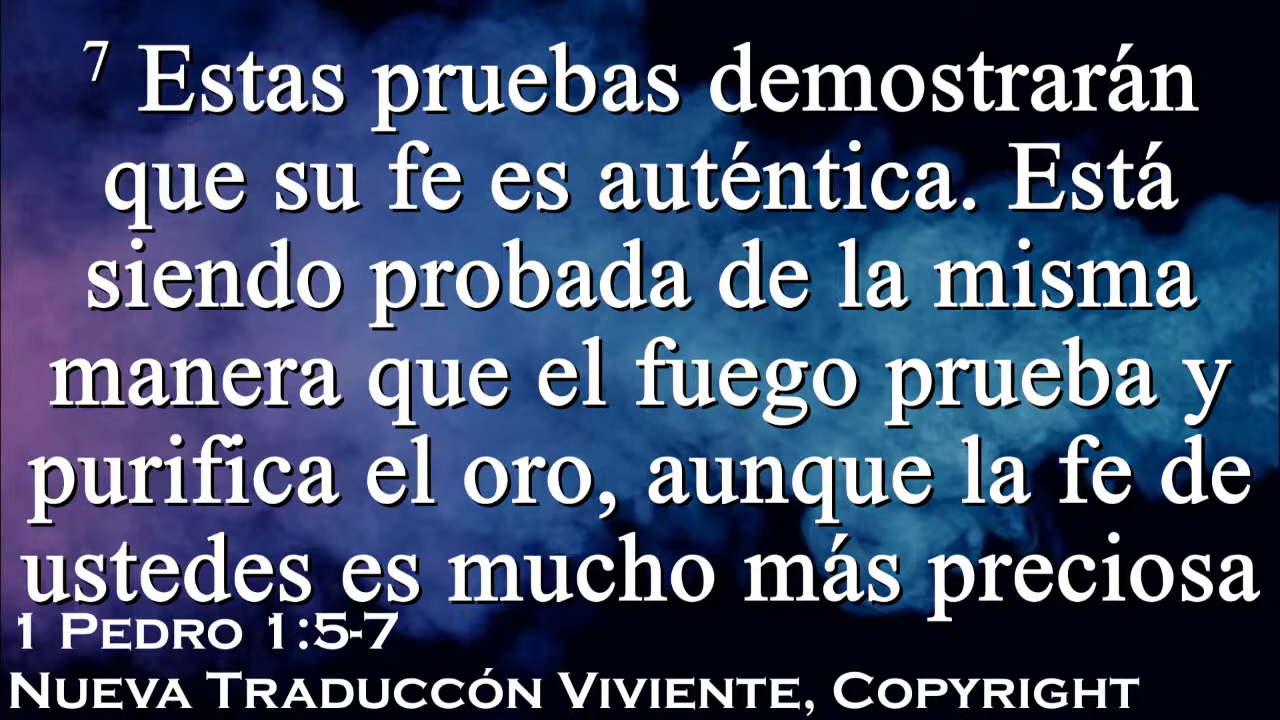 7 Estas pruebas demostrarán
que su fe es auténtica. Está
siendo probada de la misma
manera que el fuego prueba y
purifica el oro, aunque la fe de
ustedes es mucho más preciosa
1 Pedro 1:5-7
Nueva Traduccón Viviente, Copyright